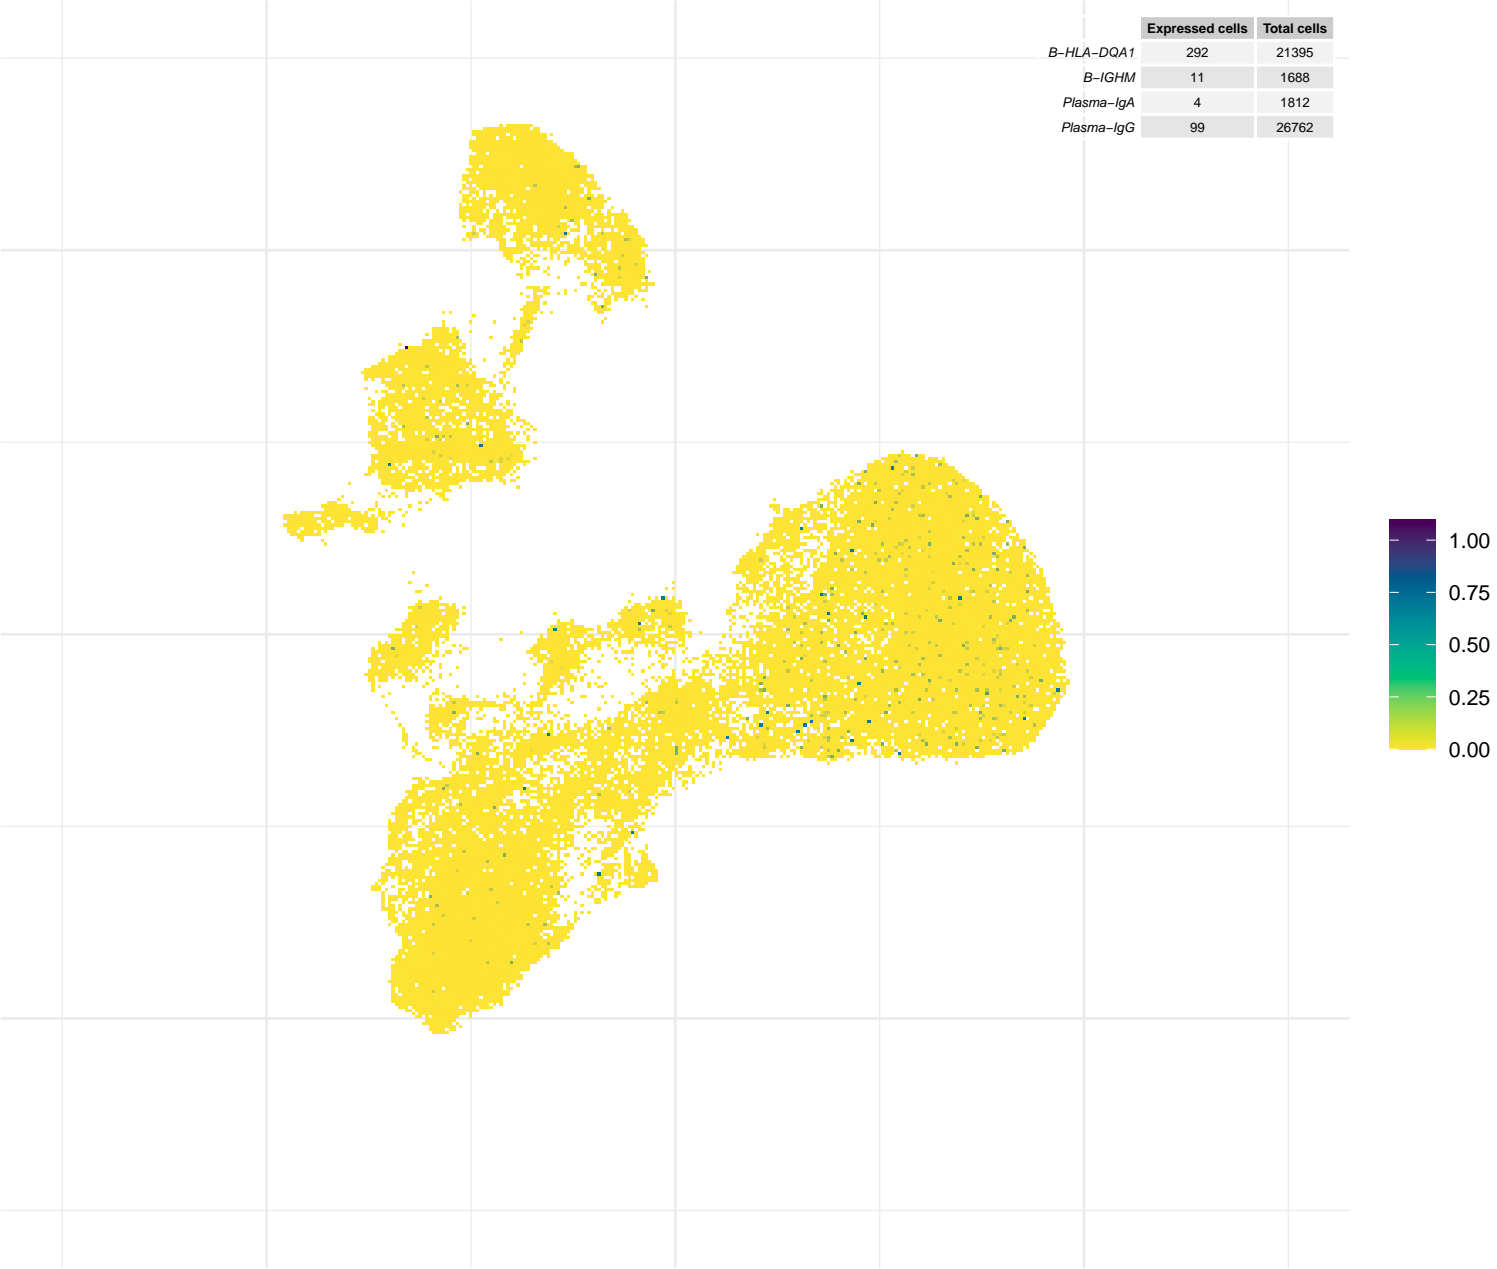 Expressed cells Total cells
B−HLA−DQA1 292 21395
B−IGHM 11 1688
Plasma−IgA 4 1812
Plasma−IgG 99 26762
1.00
0.75
0.50
0.25
0.00